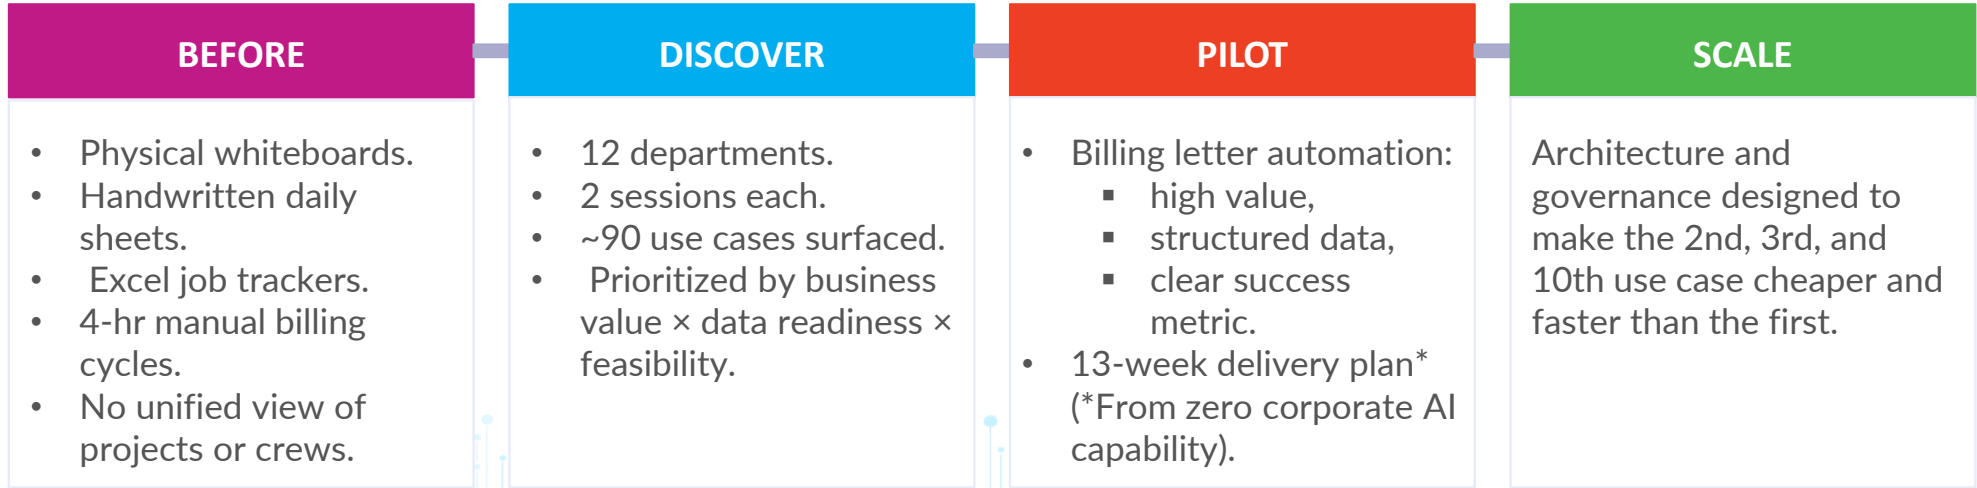 BEFORE
• Physical whiteboards.
• Handwritten daily
sheets.
• Excel job trackers.
• 4-hr manual billing
cycles.
• No unified view of
projects or crews.
DISCOVER
• 12 departments.
• 2 sessions each.
• ~90 use cases surfaced.
• Prioritized by business
value × data readiness ×
feasibility.
PILOT
• Billing letter automation:
▪ high value,
▪ structured data,
▪ clear success
metric.
• 13-week delivery plan*
(*From zero corporate AI
capability).
SCALE
Architecture and
governance designed to
make the 2nd, 3rd, and
10th use case cheaper and
faster than the first.